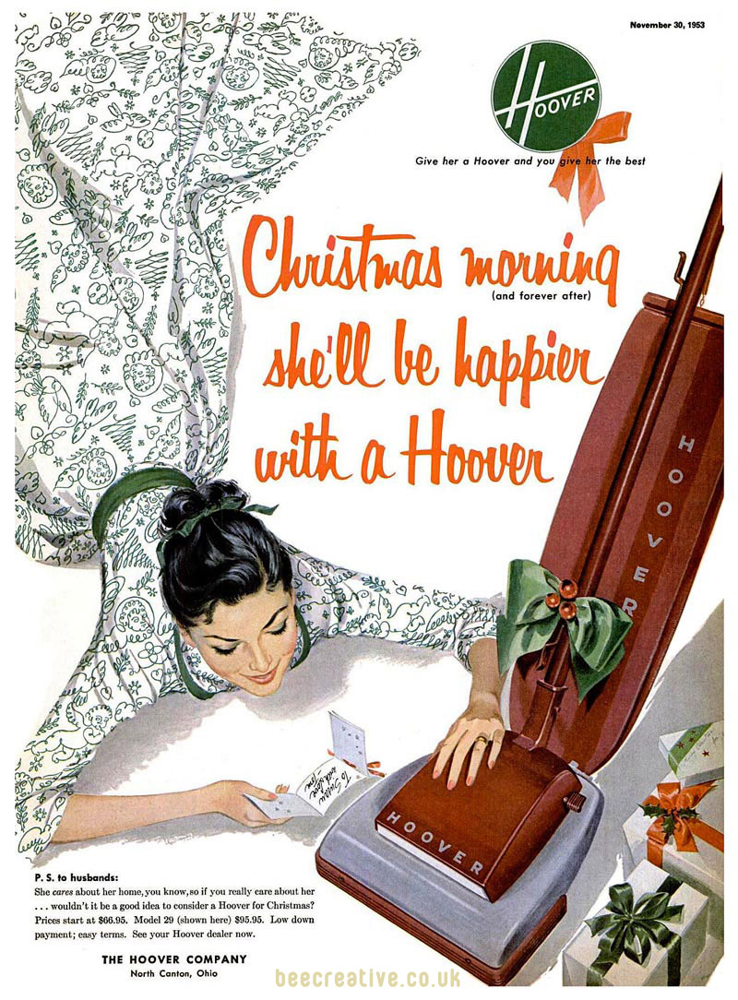 November 30, 1953
HOOVER
Give her a Hoover and you give her the best
Christmas morning
(and forever after)
she'll be happier
with a Hoover
HOOVER
To Susan
with love
HOOVER
P. S. to husbands:
She cares about her home, you know, so if you really care about her
. . . wouldn't it be a good idea to consider a Hoover for Christmas?
Prices start at $66.95. Model 29 (shown here) $95.95. Low down
payment; easy terms. See your Hoover dealer now.
THE HOOVER COMPANY
North Canton, Ohio
beecreative.co.uk